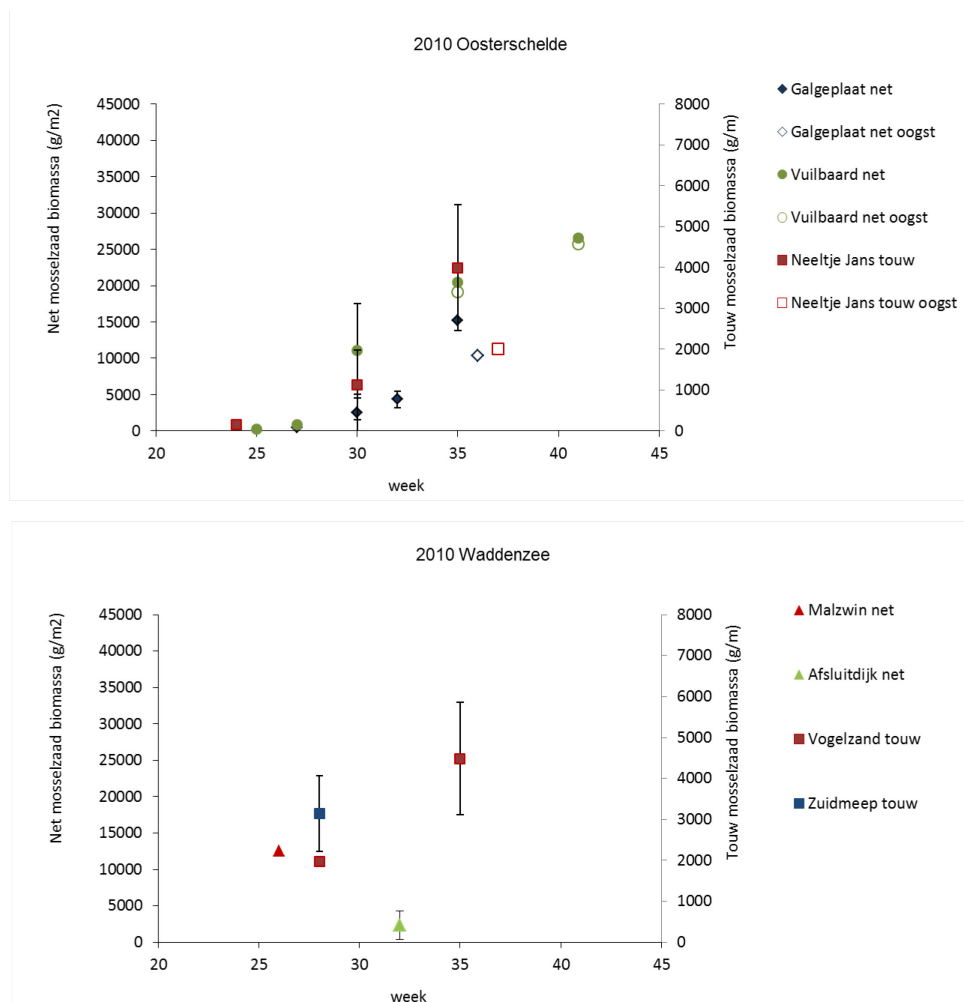 2010 Oosterschelde
Net mosselzaad biomassa (g/m2)
45000
40000
35000
30000
25000
20000
15000
10000
5000
0
20 25 30 35 40 45
week
8000
7000
6000
5000
4000
3000
2000
1000
0
Touw mosselzaad biomassa (g/m)
Galgeplaat net
Galgeplaat net oogst
Vuilbaard net
Vuilbaard net oogst
Neeltje Jans touw
Neeltje Jans touw oogst
2010 Waddenzee
Net mosselzaad biomassa (g/m2)
45000
40000
35000
30000
25000
20000
15000
10000
5000
0
20 25 30 35 40 45
week
8000
7000
6000
5000
4000
3000
2000
1000
0
Touw mosselzaad biomassa (g/m)
Malzwin net
Afsluitdijk net
Vogelzand touw
Zuidmeep touw